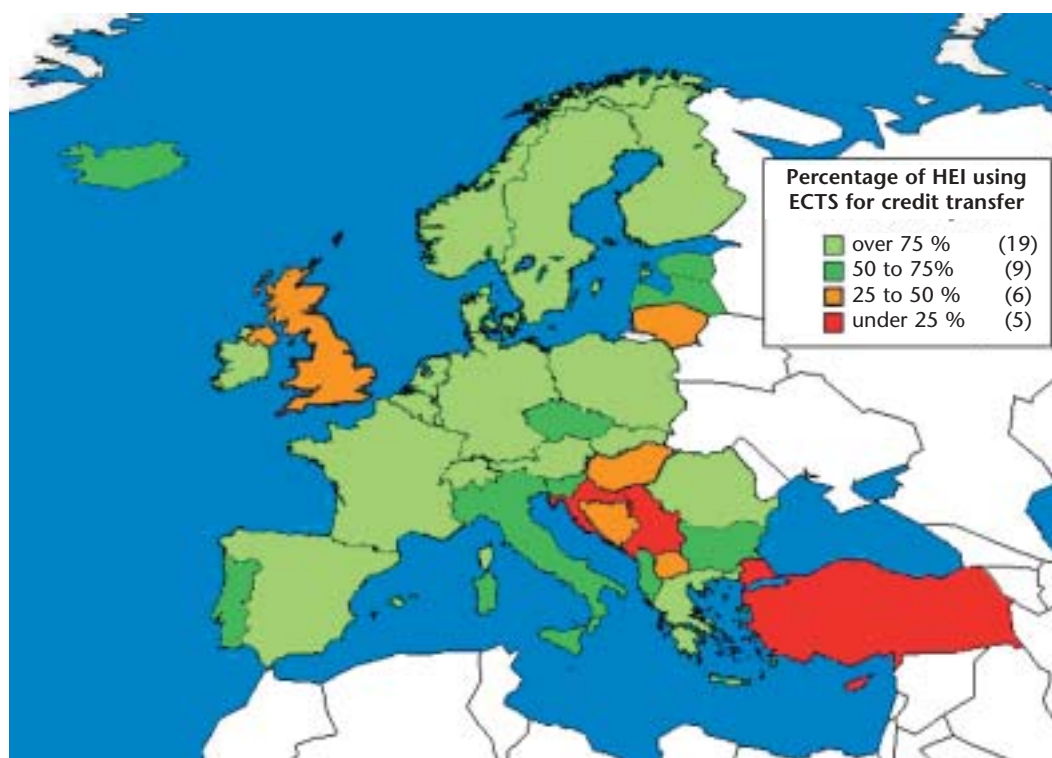 Percentage of HEI using
ECTS for credit transfer
over 75 % (19)
50 to 75% (9)
25 to 50 % (6)
under 25 % (5)